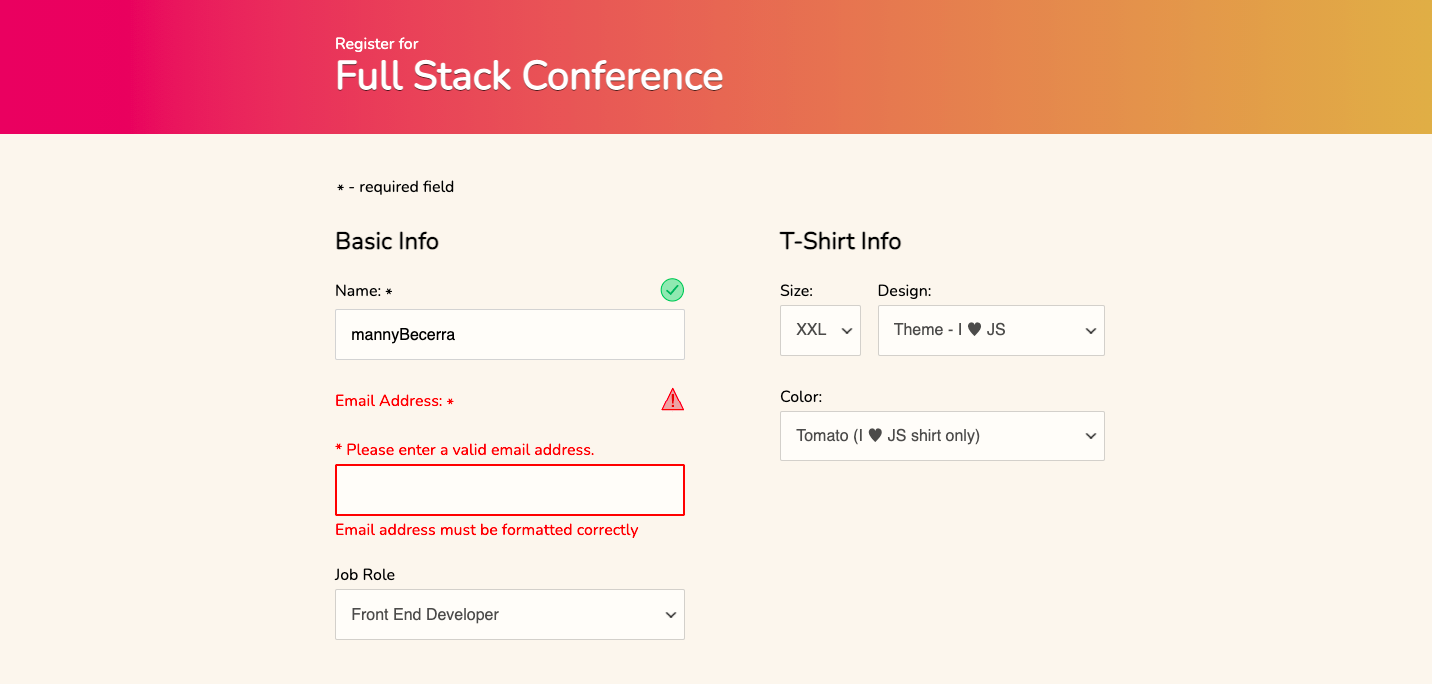 Register for
Full Stack Conference
* - required field
Basic Info
Name: *
mannyBecerra
Email Address: *
* Please enter a valid email address.
Email address must be formatted correctly
Job Role
Front End Developer
T-Shirt Info
Size:
XXL
Design:
Theme - I ♥ JS
Color:
Tomato (I ♥ JS shirt only)